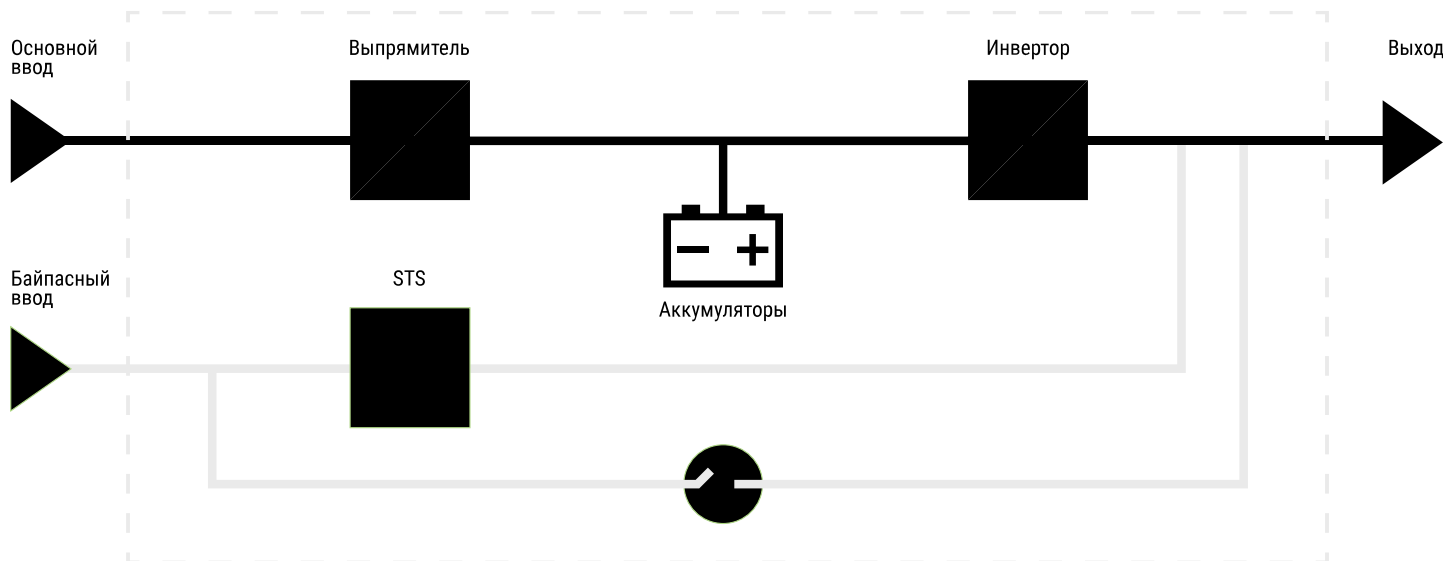 Основной
ввод
Выпрямитель
Инвертор
Выход
Байпасный
ввод
STS
Аккумуляторы